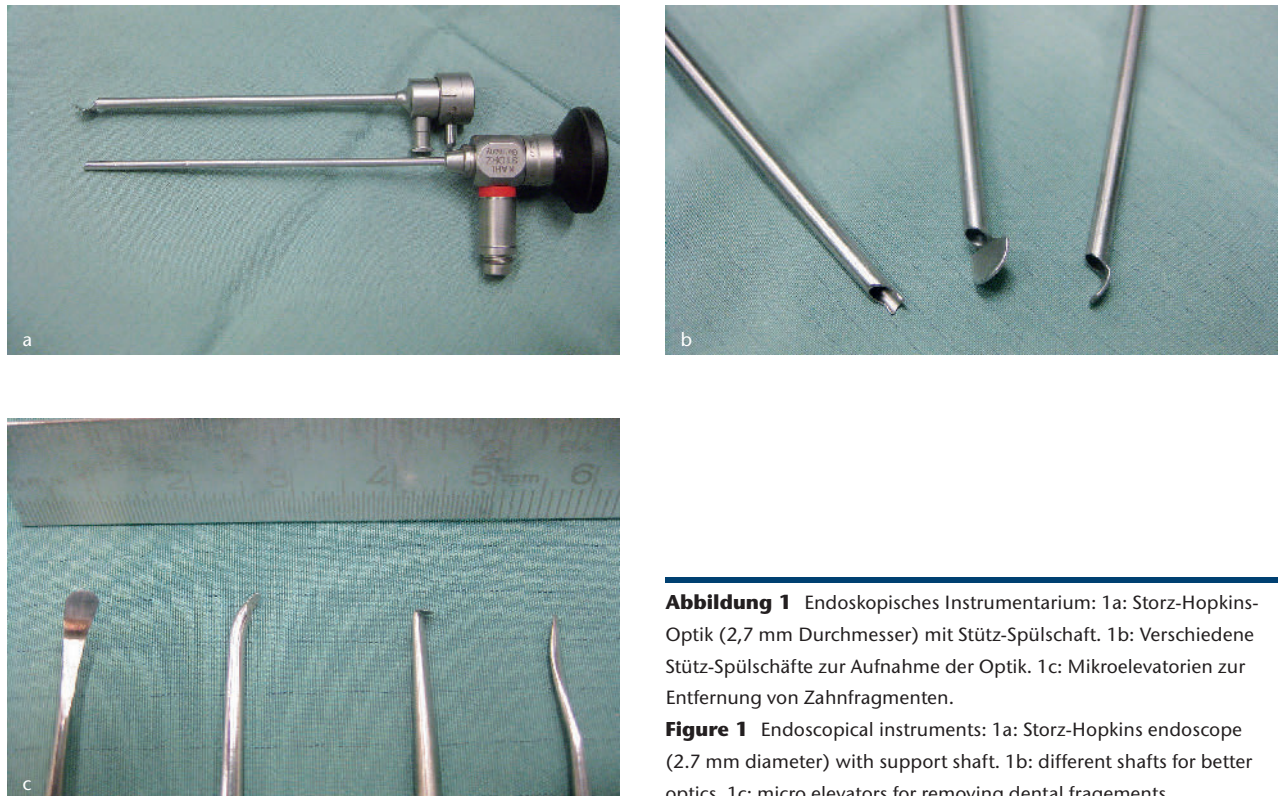 KARL
STORZ
Germany
a
b
2 3 4 5 mm 6
c
Abbildung 1 Endoskopisches Instrumentarium: 1a: Storz-Hopkins-
Optik (2,7 mm Durchmesser) mit Stütz-Spülschaft. 1b: Verschiedene
Stütz-Spülschäfte zur Aufnahme der Optik. 1c: Mikroelevatorien zur
Entfernung von Zahnfragmenten.
Figure 1 Endoscopical instruments: 1a: Storz-Hopkins endoscope
(2.7 mm diameter) with support shaft. 1b: different shafts for better
optics. 1c: micro elevators for removing dental fragements.